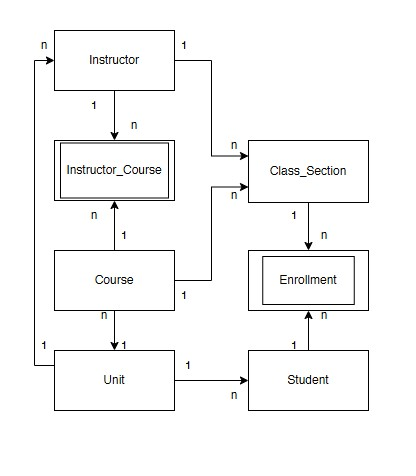 n
1
Instructor
1
n
n
Instructor_Course
Class_Section
n
n
1
1
n
Course
Enrollment
1
n
n
1
1
1
1
Unit
Student
n